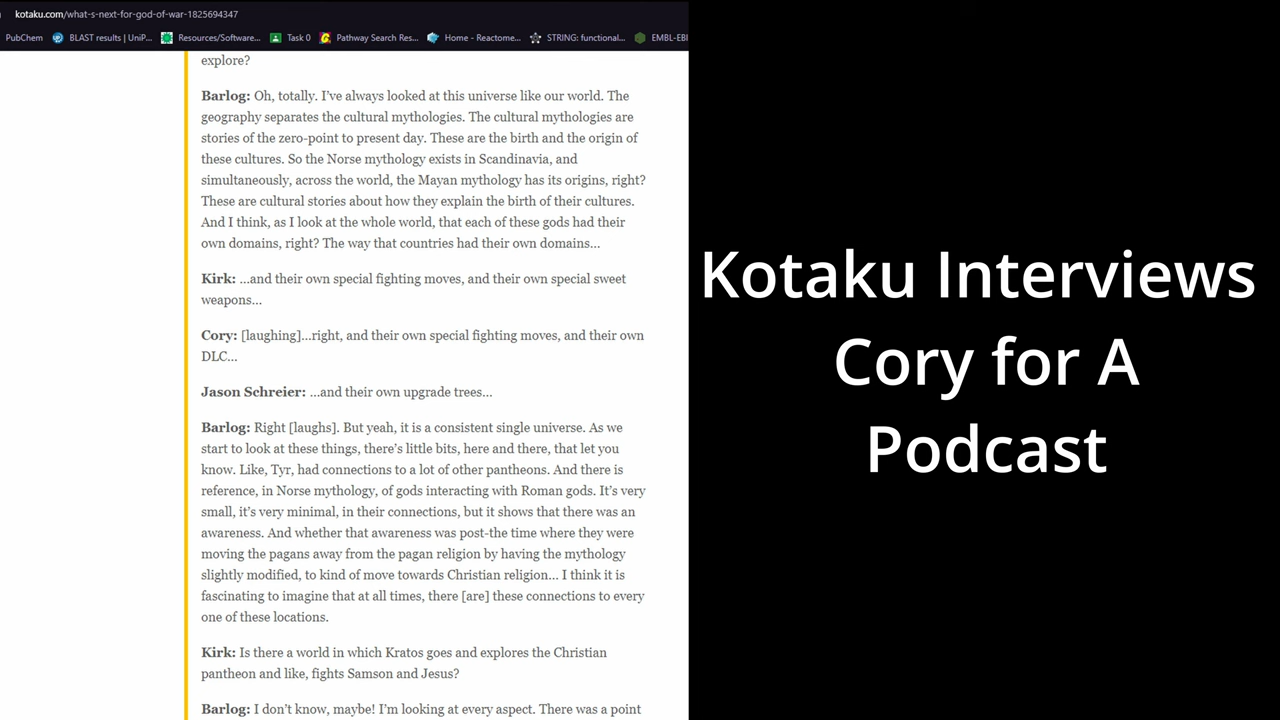 kotaku.com/what-s-next-for-god-of-war-1825694347
PubChem BLAST results | UniP... Resources/Software... Task 0 Pathway Search Res... Home - Reactome... STRING: functional... EMBL-EBI
explore?
Barlog: Oh, totally. I've always looked at this universe like our world. The
geography separates the cultural mythologies. The cultural mythologies are
stories of the zero-point to present day. These are the birth and the origin of
these cultures. So the Norse mythology exists in Scandinavia, and
simultaneously, across the world, the Mayan mythology has its origins, right?
These are cultural stories about how they explain the birth of their cultures.
And I think, as I look at the whole world, that each of these gods had their
own domains, right? The way that countries had their own domains...
Kirk: ...and their own special fighting moves, and their own special sweet
weapons...
Cory: [laughing]...right, and their own special fighting moves, and their own
DLC...
Jason Schreier: ...and their own upgrade trees...
Barlog: Right [laughs]. But yeah, it is a consistent single universe. As we
start to look at these things, there's little bits, here and there, that let you
know. Like, Tyr, had connections to a lot of other pantheons. And there is
reference, in Norse mythology, of gods interacting with Roman gods. It's very
small, it's very minimal, in their connections, but it shows that there was an
awareness. And whether that awareness was post-the time where they were
moving the pagans away from the pagan religion by having the mythology
slightly modified, to kind of move towards Christian religion... I think it is
fascinating to imagine that at all times, there [are] these connections to every
one of these locations.
Kirk: Is there a world in which Kratos goes and explores the Christian
pantheon and like, fights Samson and Jesus?
Barlog: I don't know, maybe! I'm looking at every aspect. There was a point
Kotaku Interviews
Cory for A
Podcast